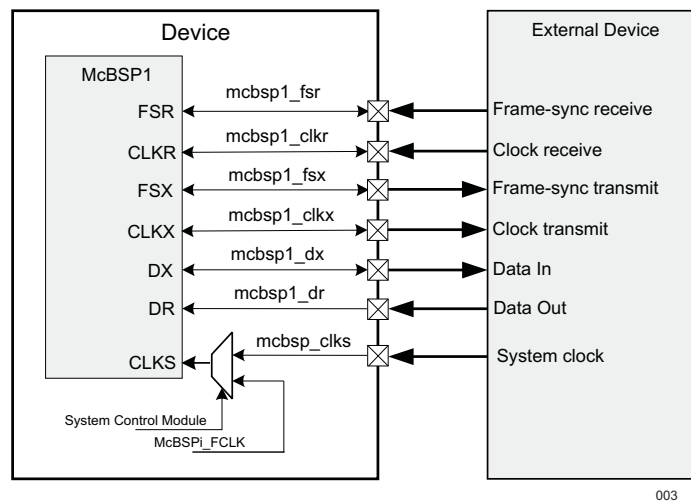 Device
External Device
McBSP1
FSR
mcbsp1_fsr
Frame-sync receive
CLKR
mcbsp1_clkr
Clock receive
FSX
mcbsp1_fsx
Frame-sync transmit
CLKX
mcbsp1_clkx
Clock transmit
DX
mcbsp1_dx
Data In
DR
mcbsp1_dr
Data Out
CLKS
mcbsp_clks
System clock
System Control Module
McBSPi_FCLK
003